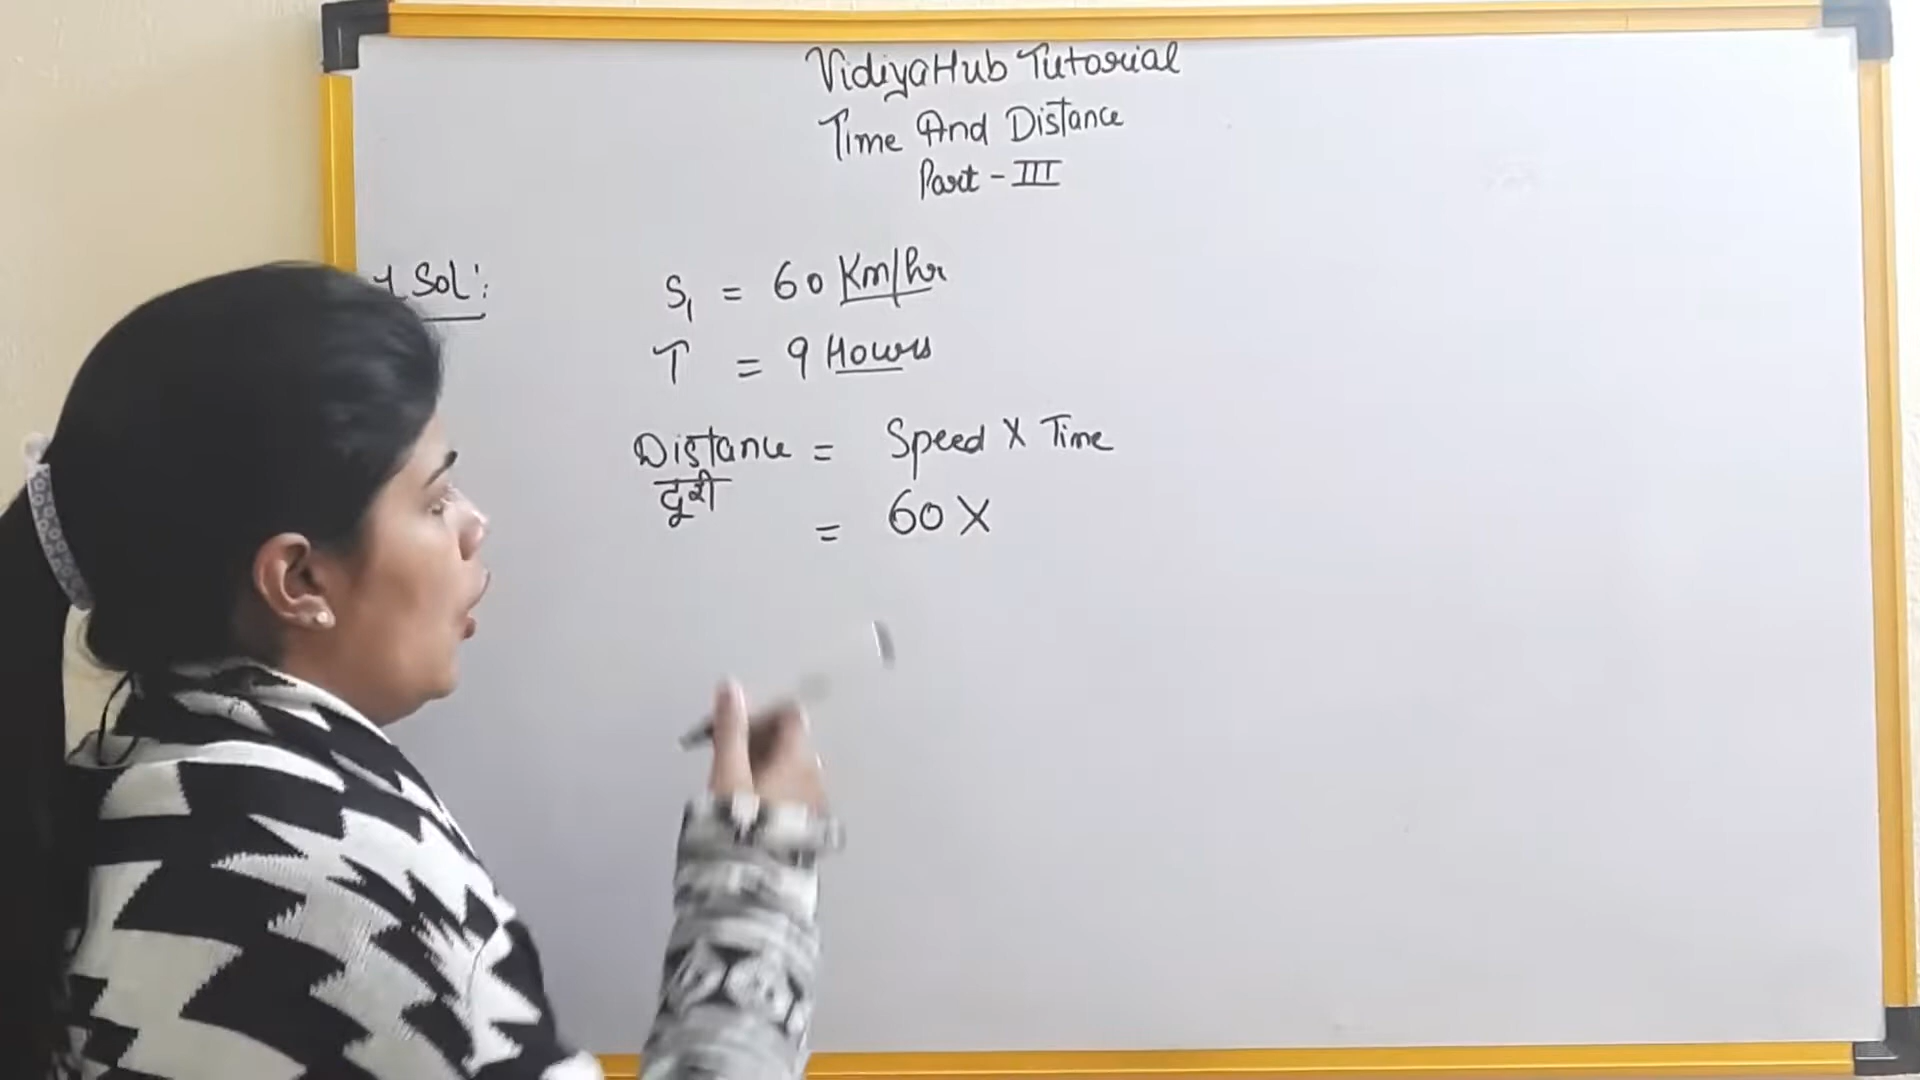 VidiyaHub Tutorial
Time And Distance
Part - III
Sol:
S₁ = 60 Km/hr
T = 9 Hours
Distance = Speed X Time
दूरी
= 60 X